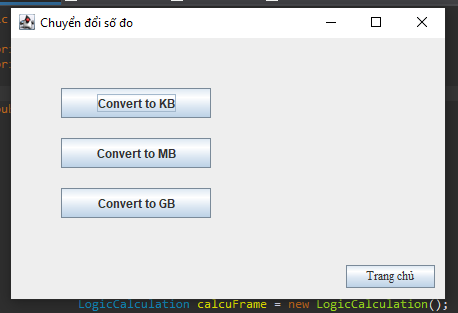 Chuyển đổi số đo
Convert to KB
Convert to MB
Convert to GB
Trang chủ
LogicCalculation calcuFrame = new LogicCalculation();